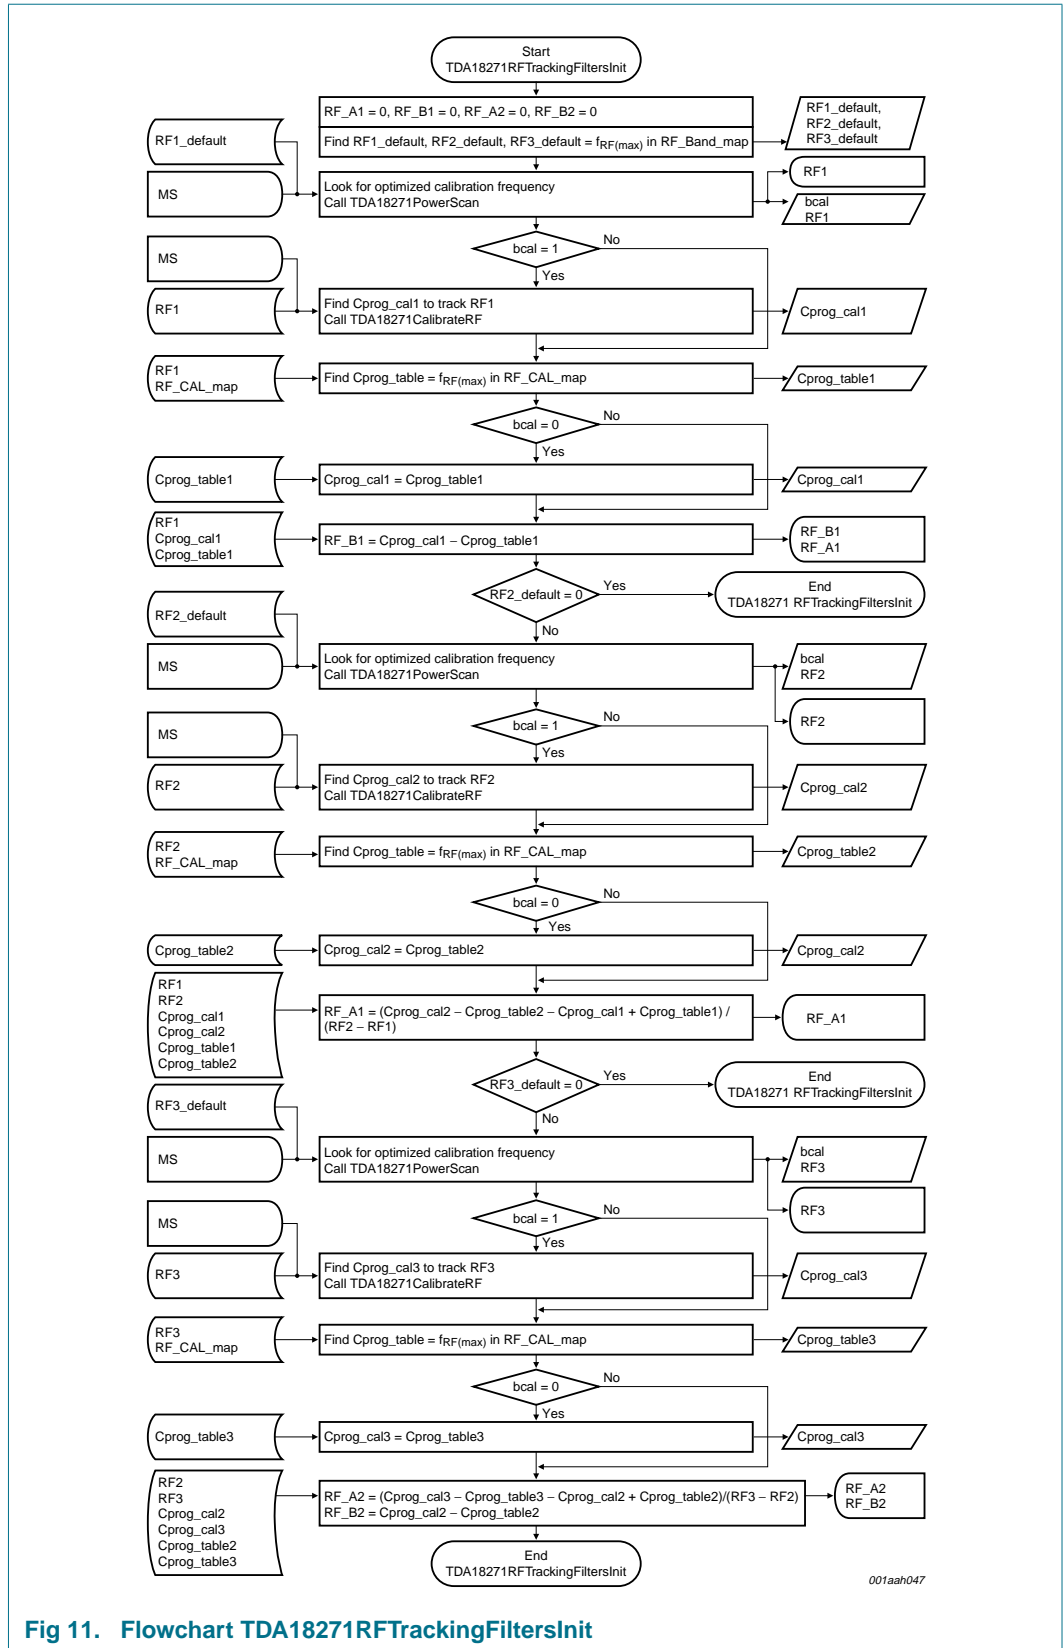 Start
TDA18271RFTrackingFiltersInit
RF_A1 = 0, RF_B1 = 0, RF_A2 = 0, RF_B2 = 0
RF1_default,
RF2_default,
RF3_default
RF1_default
Find RF1_default, RF2_default, RF3_default = fRF(max) in RF_Band_map
RF1
MS
Look for optimized calibration frequency
Call TDA18271PowerScan
bcal
RF1
bcal = 1
No
Yes
MS
RF1
Find Cprog_cal1 to track RF1
Call TDA18271CalibrateRF
Cprog_cal1
RF1
RF_CAL_map
Find Cprog_table = fRF(max) in RF_CAL_map
Cprog_table1
bcal = 0
No
Yes
Cprog_table1
Cprog_cal1 = Cprog_table1
Cprog_cal1
RF1
Cprog_cal1
Cprog_table1
RF_B1 = Cprog_cal1 − Cprog_table1
RF_B1
RF_A1
RF2_default = 0
Yes
End
TDA18271 RFTrackingFiltersInit
No
RF2_default
MS
Look for optimized calibration frequency
Call TDA18271PowerScan
bcal
RF2
RF2
bcal = 1
No
Yes
MS
RF2
Find Cprog_cal2 to track RF2
Call TDA18271CalibrateRF
Cprog_cal2
RF2
RF_CAL_map
Find Cprog_table = fRF(max) in RF_CAL_map
Cprog_table2
bcal = 0
No
Yes
Cprog_table2
Cprog_cal2 = Cprog_table2
Cprog_cal2
RF1
RF2
Cprog_cal1
Cprog_cal2
Cprog_table1
Cprog_table2
RF_A1 = (Cprog_cal2 − Cprog_table2 − Cprog_cal1 + Cprog_table1) /
(RF2 − RF1)
RF_A1
RF3_default = 0
Yes
End
TDA18271 RFTrackingFiltersInit
No
RF3_default
MS
Look for optimized calibration frequency
Call TDA18271PowerScan
bcal
RF3
RF3
bcal = 1
No
Yes
MS
RF3
Find Cprog_cal3 to track RF3
Call TDA18271CalibrateRF
Cprog_cal3
RF3
RF_CAL_map
Find Cprog_table = fRF(max) in RF_CAL_map
Cprog_table3
bcal = 0
No
Yes
Cprog_table3
Cprog_cal3 = Cprog_table3
Cprog_cal3
RF2
RF3
Cprog_cal2
Cprog_cal3
Cprog_table2
Cprog_table3
RF_A2 = (Cprog_cal3 − Cprog_table3 − Cprog_cal2 + Cprog_table2)/(RF3 − RF2)
RF_B2 = Cprog_cal2 − Cprog_table2
RF_A2
RF_B2
End
TDA18271RFTrackingFiltersInit
001aah047
Fig 11. Flowchart TDA18271RFTrackingFiltersInit